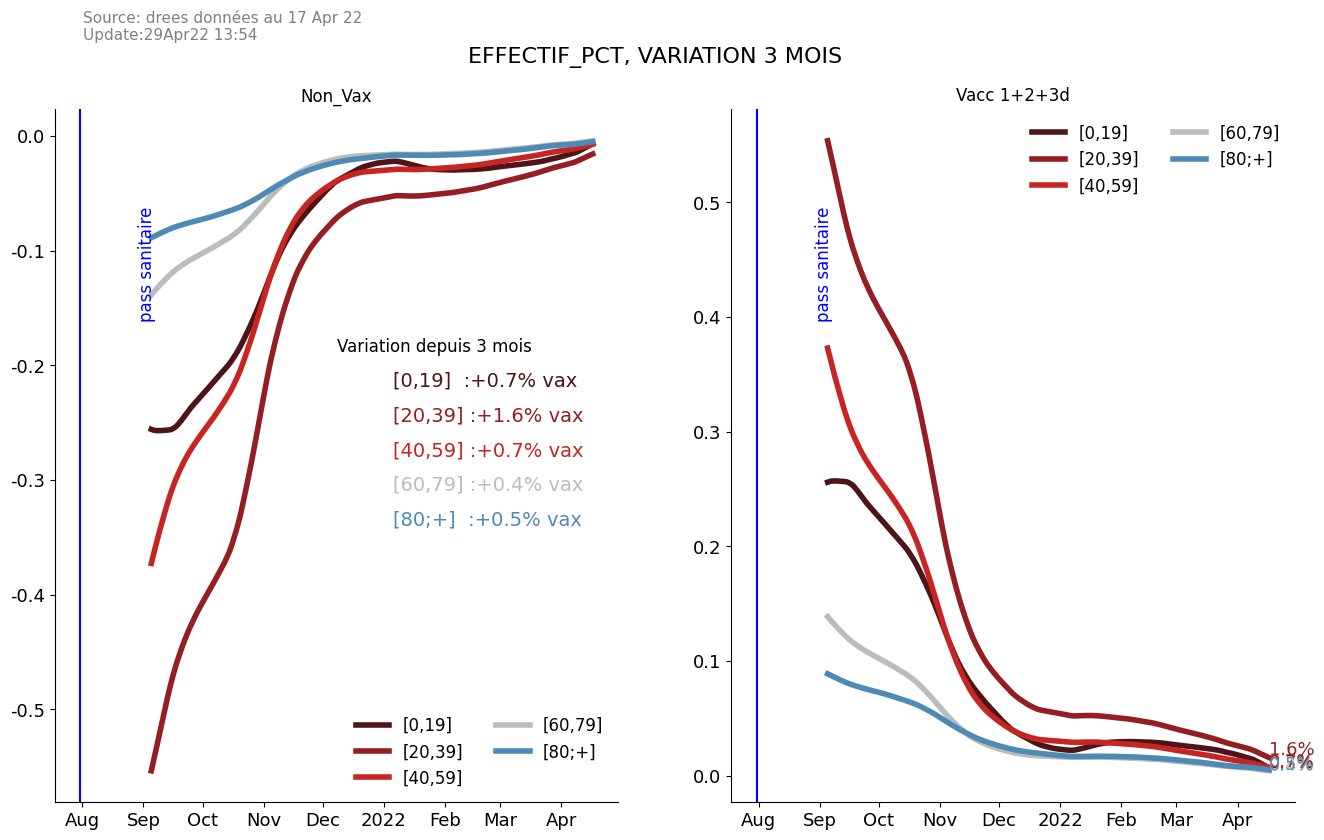 Source: drees données au 17 Apr 22
Update:29Apr22 13:54
EFFECTIF_PCT, VARIATION 3 MOIS
Non_Vax
0.0
-0.1
-0.2
-0.3
-0.4
-0.5
pass sanitaire
Variation depuis 3 mois
[0,19] :+0.7% vax
[20,39] :+1.6% vax
[40,59] :+0.7% vax
[60,79] :+0.4% vax
[80;+] :+0.5% vax
[0,19]
[20,39]
[40,59]
[60,79]
[80;+]
Aug Sep Oct Nov Dec 2022 Feb Mar Apr
Vacc 1+2+3d
[0,19]
[20,39]
[40,59]
[60,79]
[80;+]
0.5
0.4
0.3
0.2
0.1
0.0
pass sanitaire
1.6%
Aug Sep Oct Nov Dec 2022 Feb Mar Apr